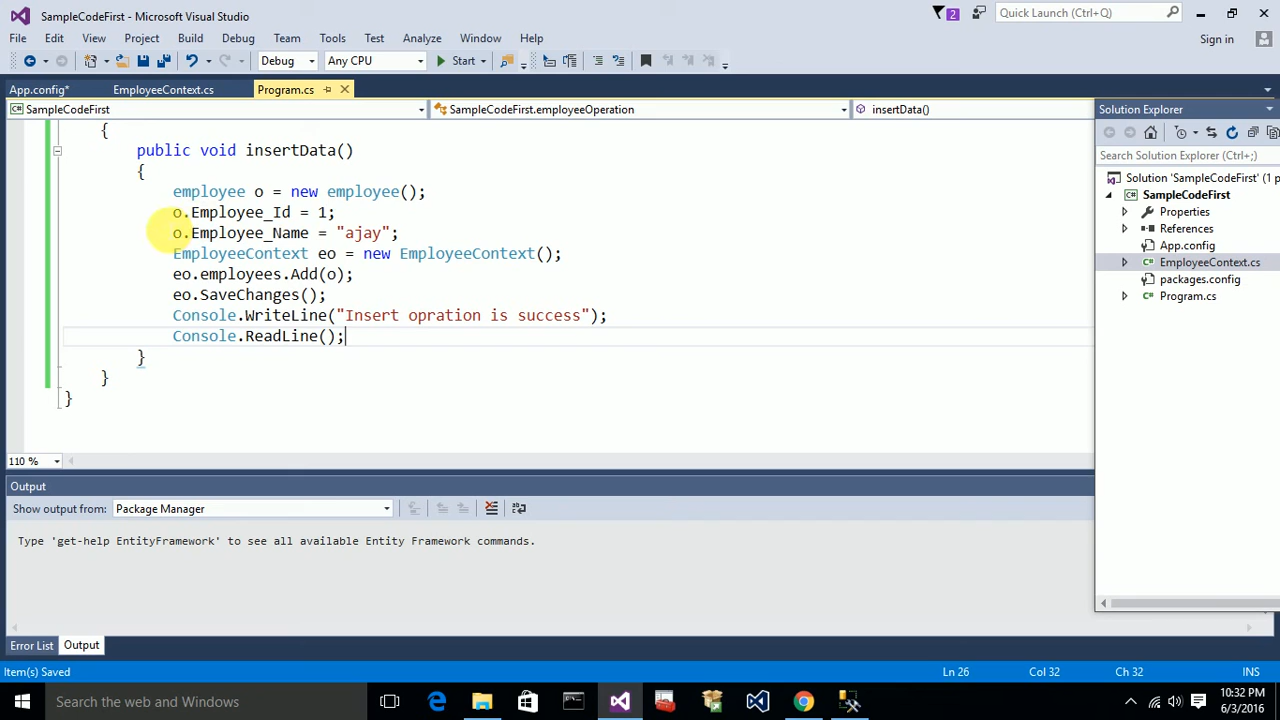 SampleCodeFirst - Microsoft Visual Studio
2
Quick Launch (Ctrl+Q)
File Edit View Project Build Debug Team Tools Test Analyze Window Help
Sign in
Debug Any CPU Start
App.config* EmployeeContext.cs Program.cs
SampleCodeFirst SampleCodeFirst.employeeOperation insertData()
{
public void insertData()
{
employee o = new employee();
o.Employee_Id = 1;
o.Employee_Name = "ajay";
EmployeeContext eo = new EmployeeContext();
eo.employees.Add(o);
eo.SaveChanges();
Console.WriteLine("Insert opration is success");
Console.ReadLine();
}
}
}
110 %
Solution Explorer
Search Solution Explorer (Ctrl+;)
Solution 'SampleCodeFirst' (1 p
SampleCodeFirst
Properties
References
App.config
EmployeeContext.cs
packages.config
Program.cs
Output
Show output from: Package Manager
Type 'get-help EntityFramework' to see all available Entity Framework commands.
Error List Output
Item(s) Saved Ln 26 Col 32 Ch 32 INS
Search the web and Windows
10:32 PM
6/3/2016